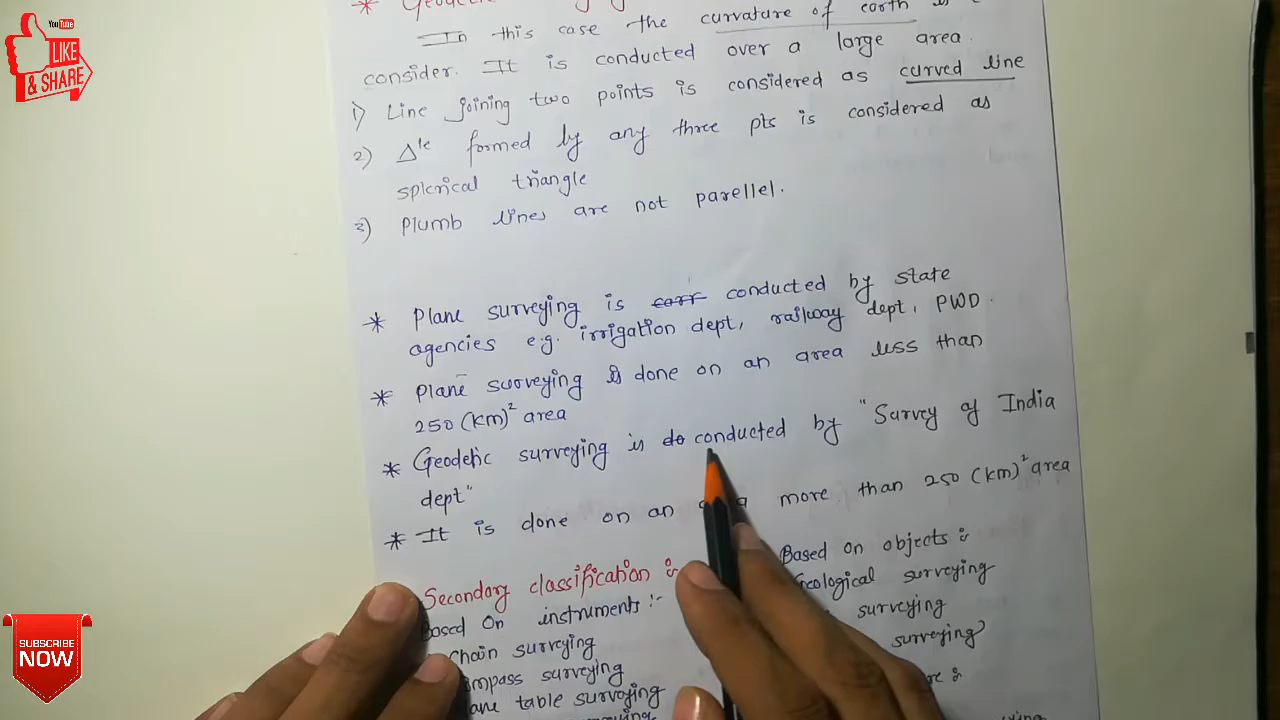 YouTube
LIKE
& SHARE
* Geodetic
In this case the curvature of earth is
consider. It is conducted over a large area.
1) Line joining two points is considered as curved line
2) Δle formed by any three pts is considered as
spherical triangle
3) Plumb lines are not parellel.
* Plane surveying is conducted by state
agencies e.g. irrigation dept, railway dept, PWD.
* Plane surveying is done on an area less than
250 (km)² area
* Geodetic surveying is do conducted by "Survey of India
dept"
* It is done on an a more than 250 (km)² area
Secondary classification :-
Based on instruments :-
Chain surveying
mpass surveying
ane table surveying
Based on objects :-
Geological surveying
surveying
surveying
SUBSCRIBE
NOW